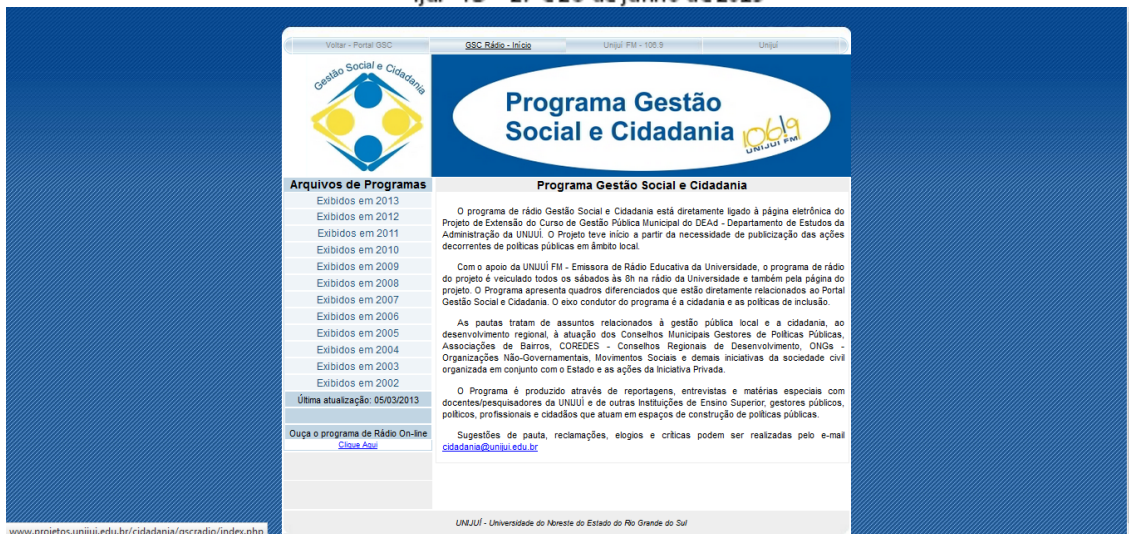 Voltar - Portal GSC
GSC Rádio - Início
Unijuí FM - 106.9
Unijuí
Gestão Social e Cidadania
Programa Gestão
Social e Cidadania
106,9
UNIJUÍ FM
Arquivos de Programas
Exibidos em 2013
Exibidos em 2012
Exibidos em 2011
Exibidos em 2010
Exibidos em 2009
Exibidos em 2008
Exibidos em 2007
Exibidos em 2006
Exibidos em 2005
Exibidos em 2004
Exibidos em 2003
Exibidos em 2002
Última atualização: 05/03/2013
Ouça o programa de Rádio On-line
Clique Aqui
Programa Gestão Social e Cidadania
O programa de rádio Gestão Social e Cidadania está diretamente ligado à página eletrônica do
Projeto de Extensão do Curso de Gestão Pública Municipal do DEAd - Departamento de Estudos da
Administração da UNIJUÍ. O Projeto teve início a partir da necessidade de publicização das ações
decorrentes de políticas públicas em âmbito local.
Com o apoio da UNIJUÍ FM - Emissora de Rádio Educativa da Universidade, o programa de rádio
do projeto é veiculado todos os sábados às 8h na rádio da Universidade e também pela página do
projeto. O Programa apresenta quadros diferenciados que estão diretamente relacionados ao Portal
Gestão Social e Cidadania. O eixo condutor do programa é a cidadania e as políticas de inclusão.
As pautas tratam de assuntos relacionados à gestão pública local e a cidadania, ao
desenvolvimento regional, à atuação dos Conselhos Municipais Gestores de Políticas Públicas,
Associações de Bairros, COREDES - Conselhos Regionais de Desenvolvimento, ONGs -
Organizações Não-Governamentais, Movimentos Sociais e demais iniciativas da sociedade civil
organizada em conjunto com o Estado e as ações da Iniciativa Privada.
O Programa é produzido através de reportagens, entrevistas e matérias especiais com
docentes/pesquisadores da UNIJUÍ e de outras Instituições de Ensino Superior, gestores públicos,
políticos, profissionais e cidadãos que atuam em espaços de construção de políticas públicas.
Sugestões de pauta, reclamações, elogios e críticas podem ser realizadas pelo e-mail
cidadania@unijui.edu.br
UNIJUÍ - Universidade do Noreste do Estado do Rio Grande do Sul
www.projetos.unijui.edu.br/cidadania/gscradio/index.php